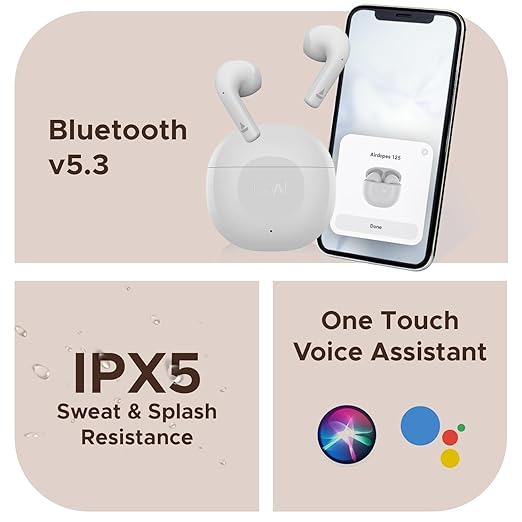 Bluetooth
v5.3
Airdopes 125
Done
IPX5
Sweat & Splash
Resistance
One Touch
Voice Assistant